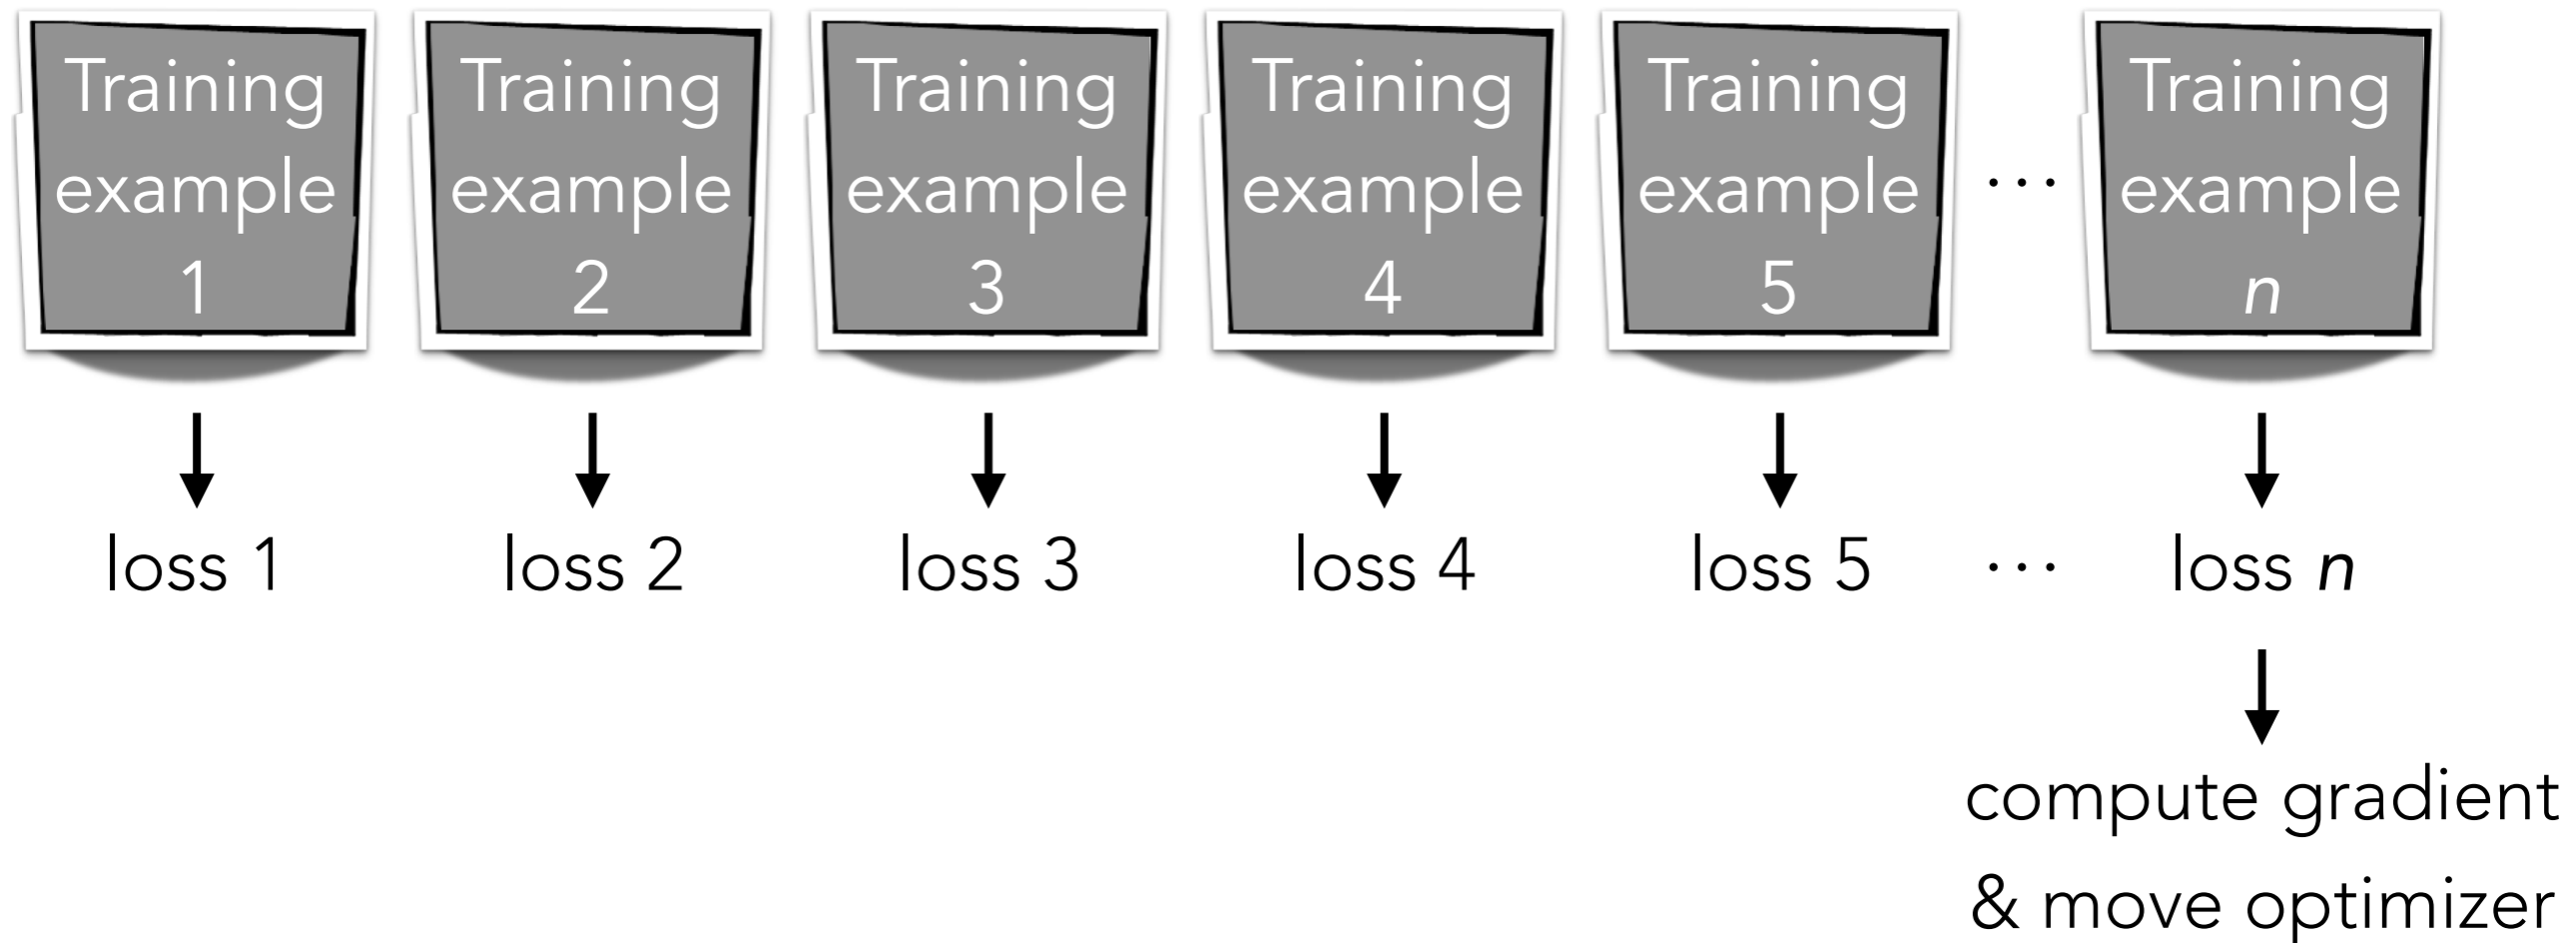 Training
example
1
Training
example
2
Training
example
3
Training
example
4
Training
example
5
...
Training
example
n
loss 1
loss 2
loss 3
loss 4
loss 5
...
loss n
compute gradient
& move optimizer